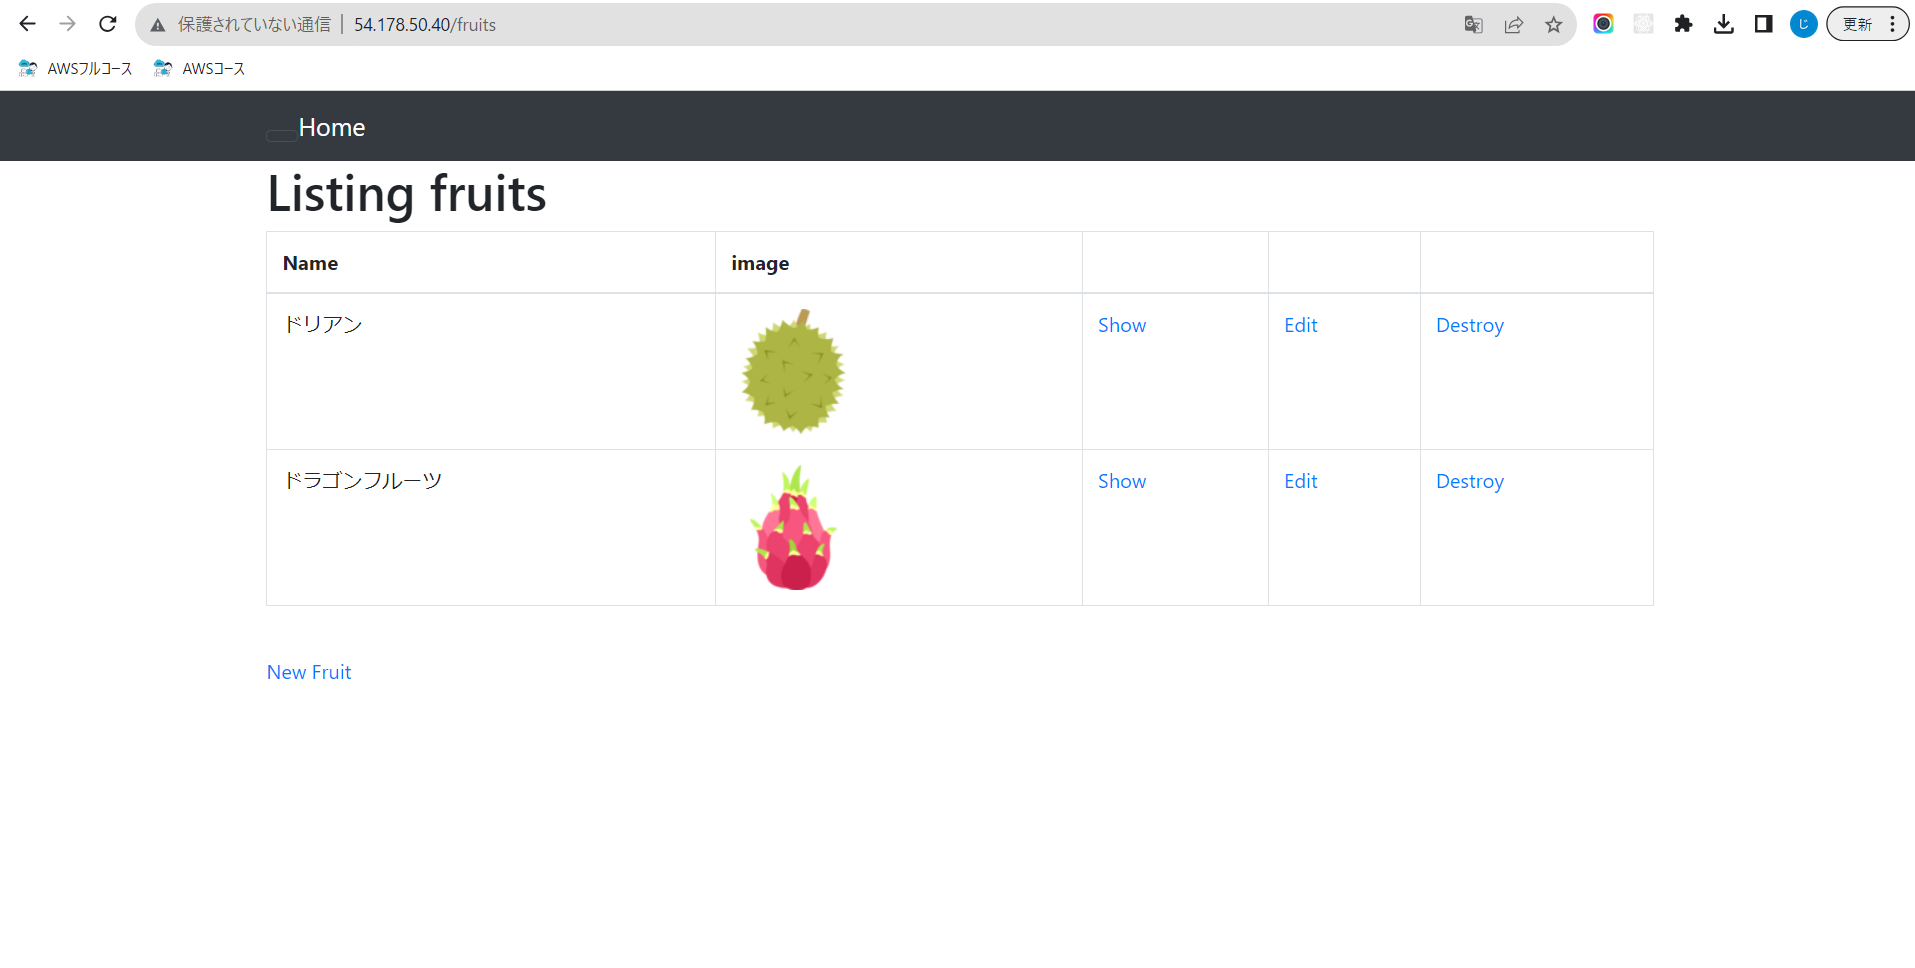 保護されていない通信 54.178.50.40/fruits じ 更新
AWSフルコース AWSコース
Home
Listing fruits
Name image
ドリアン Show Edit Destroy
ドラゴンフルーツ Show Edit Destroy
New Fruit